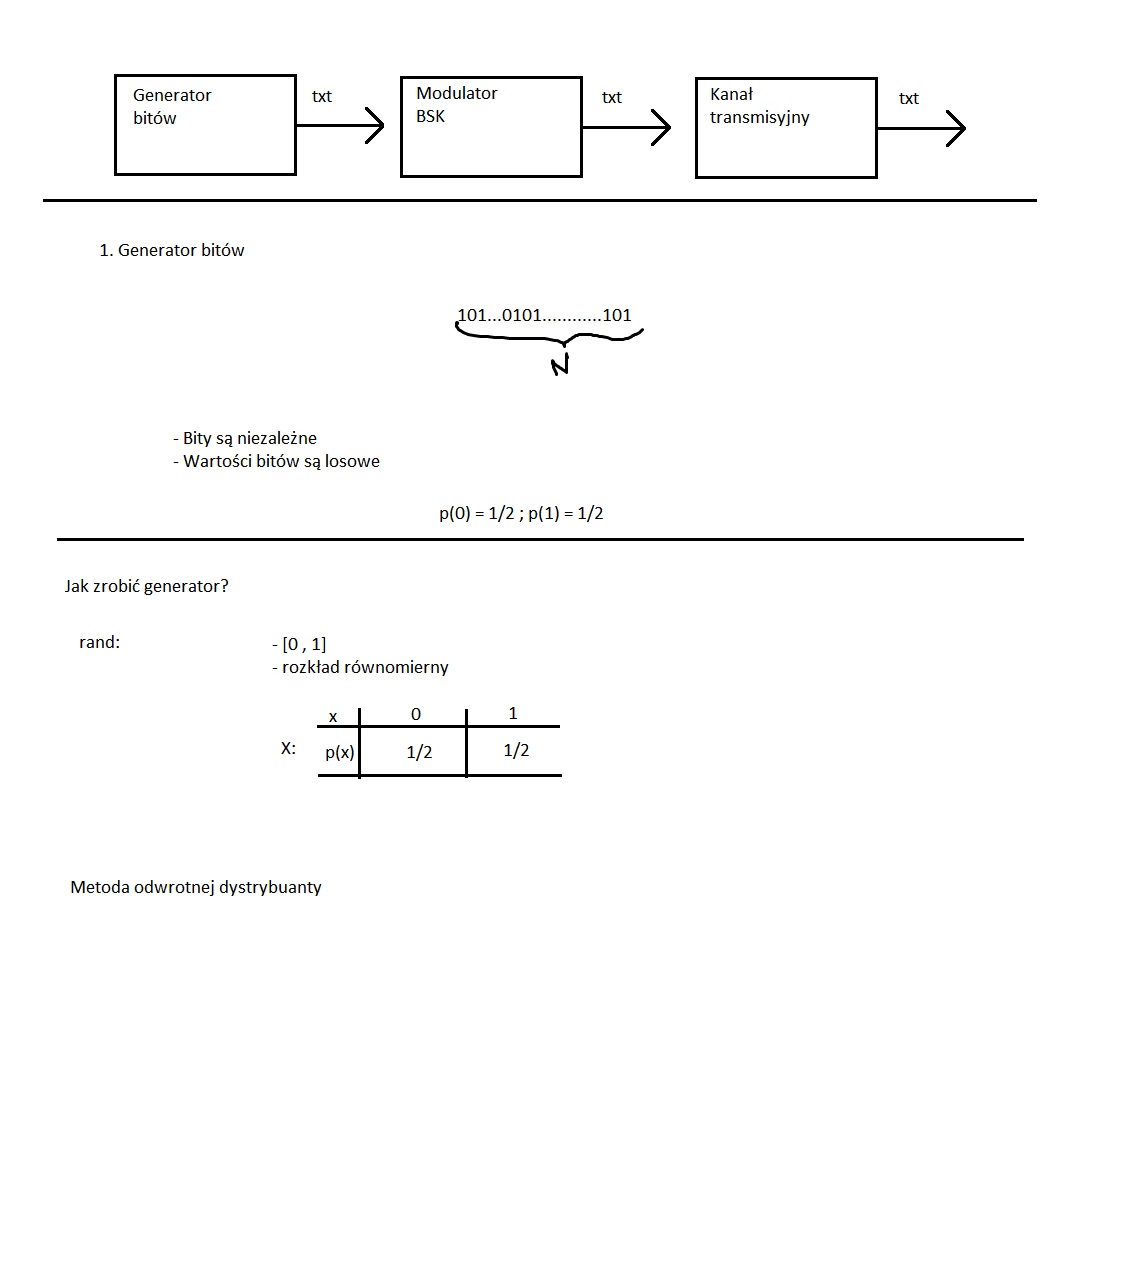 Generator
bitów
txt
Modulator
BSK
txt
Kanał
transmisyjny
txt
1. Generator bitów
101...0101............101
N
- Bity są niezależne
- Wartości bitów są losowe
p(0) = 1/2 ; p(1) = 1/2
Jak zrobić generator?
rand:
- [0 , 1]
- rozkład równomierny
x 0 1
X: p(x) 1/2 1/2
Metoda odwrotnej dystrybuanty